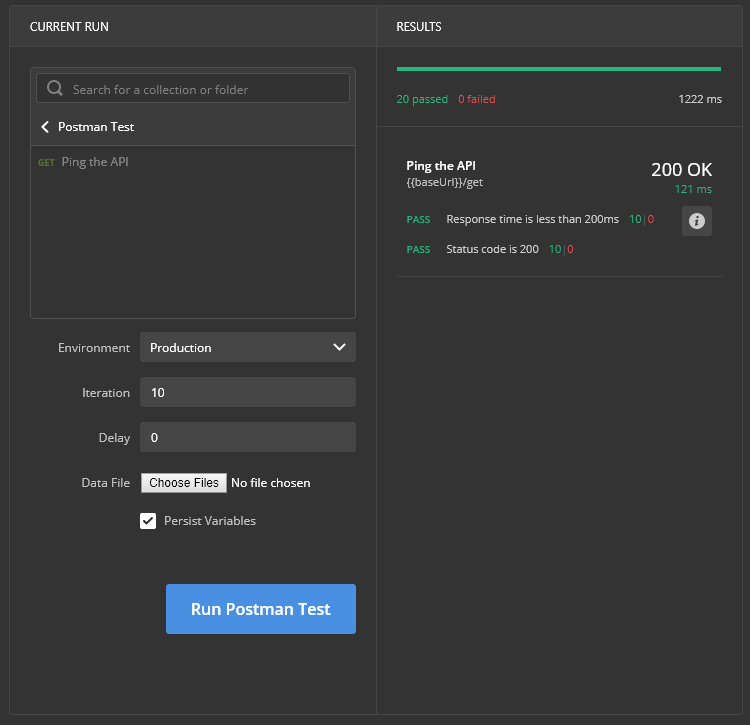 CURRENT RUN
Search for a collection or folder
Postman Test
GET Ping the API
Environment Production
Iteration 10
Delay 0
Data File Choose Files No file chosen
Persist Variables
Run Postman Test
RESULTS
20 passed 0 failed 1222 ms
Ping the API 200 OK
{{baseUrl}}/get 121 ms
PASS Response time is less than 200ms 10|0 i
PASS Status code is 200 10|0